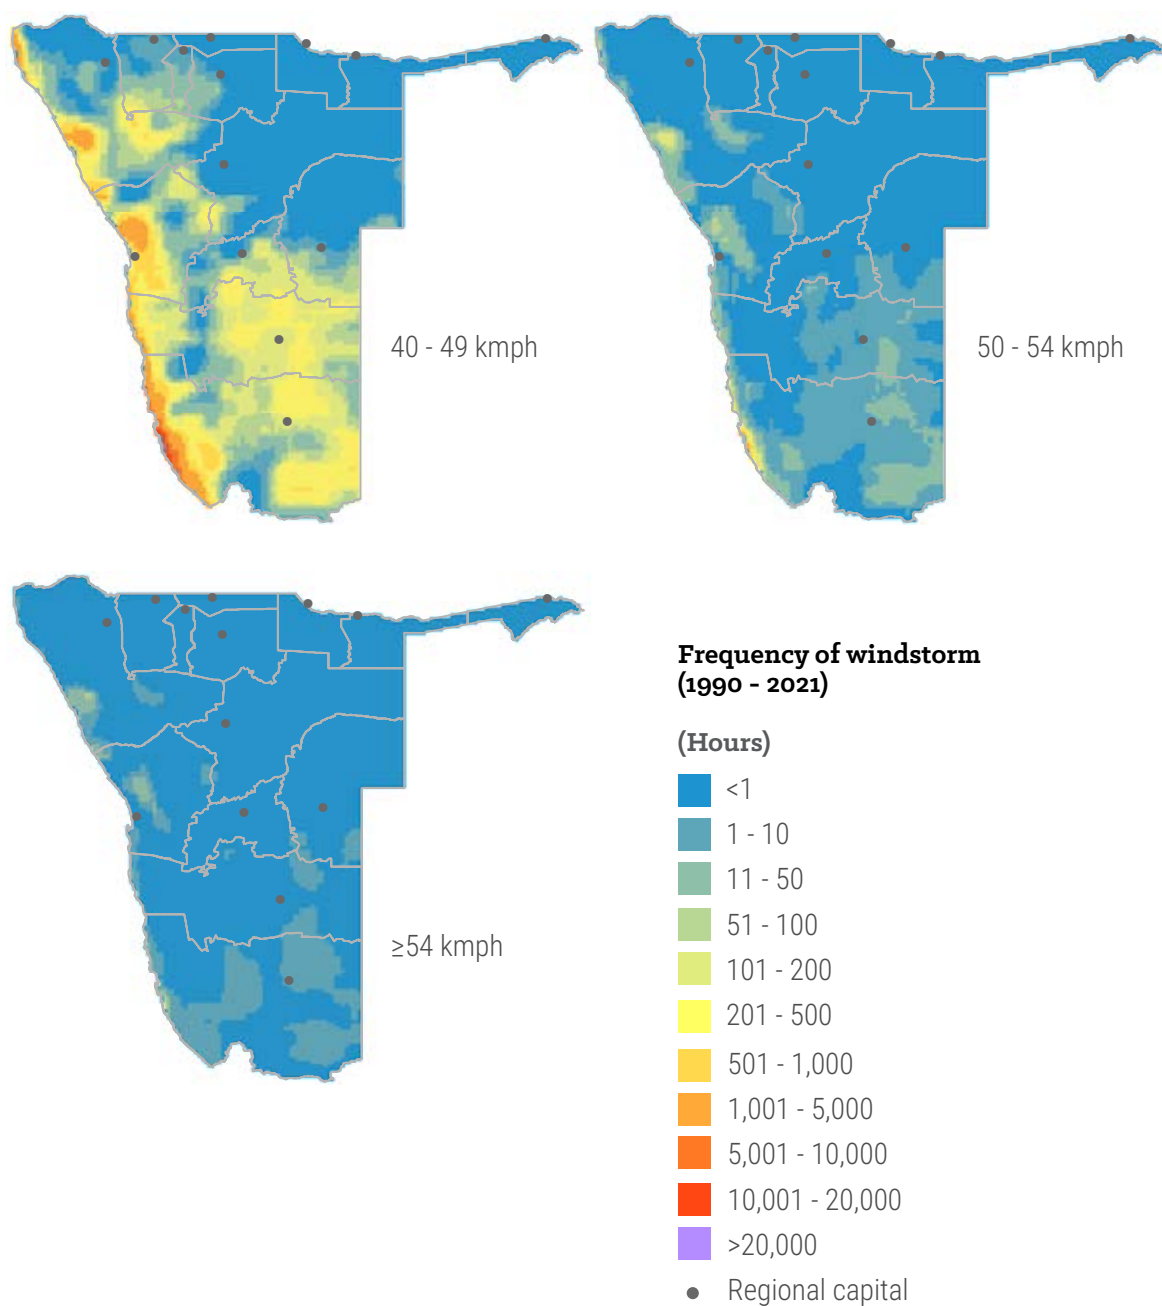 40 - 49 kmph
50 - 54 kmph
≥54 kmph
Frequency of windstorm
(1990 - 2021)
(Hours)
<1
1 - 10
11 - 50
51 - 100
101 - 200
201 - 500
501 - 1,000
1,001 - 5,000
5,001 - 10,000
10,001 - 20,000
>20,000
Regional capital